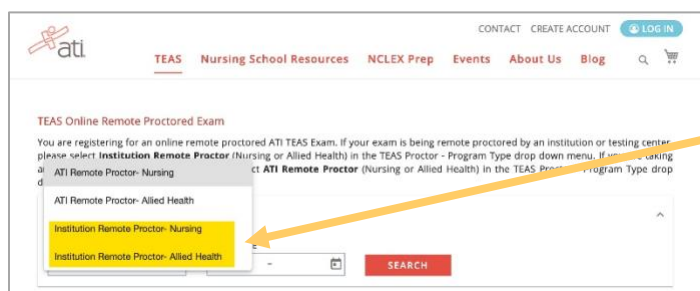 CONTACT CREATE ACCOUNT LOG IN
ati
TEAS Nursing School Resources NCLEX Prep Events About Us Blog
TEAS Online Remote Proctored Exam
You are registering for an online remote proctored ATI TEAS Exam. If your exam is being remote proctored by an institution or testing center,
please select Institution Remote Proctor (Nursing or Allied Health) in the TEAS Proctor - Program Type drop down menu. If you are taking
ct ATI Remote Proctor (Nursing or Allied Health) in the TEAS Proctor - Program Type drop
ATI Remote Proctor- Nursing
ATI Remote Proctor- Allied Health
Institution Remote Proctor- Nursing
Institution Remote Proctor- Allied Health
– SEARCH